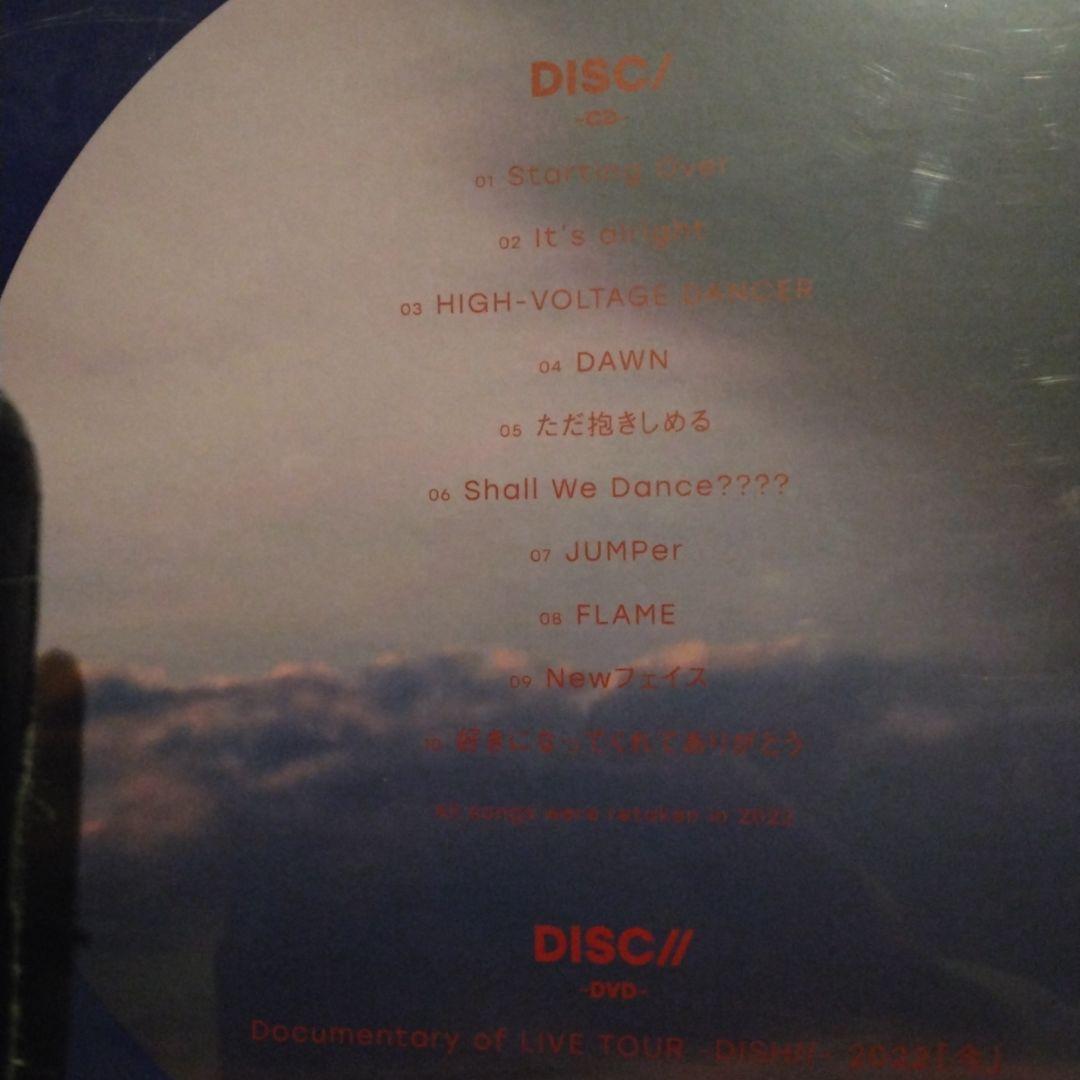 DISC/
-CD-
01 Starting Over
02 It's alright
03 HIGH-VOLTAGE DANCER
04 DAWN
05 ただ抱きしめる
06 Shall We Dance????
07 JUMPer
08 FLAME
09 Newフェイス
10 好きになってくれてありがとう
All songs were retaken in 2022
DISC//
-DVD-
Documentary of LIVE TOUR -DISH//- 2022「今」